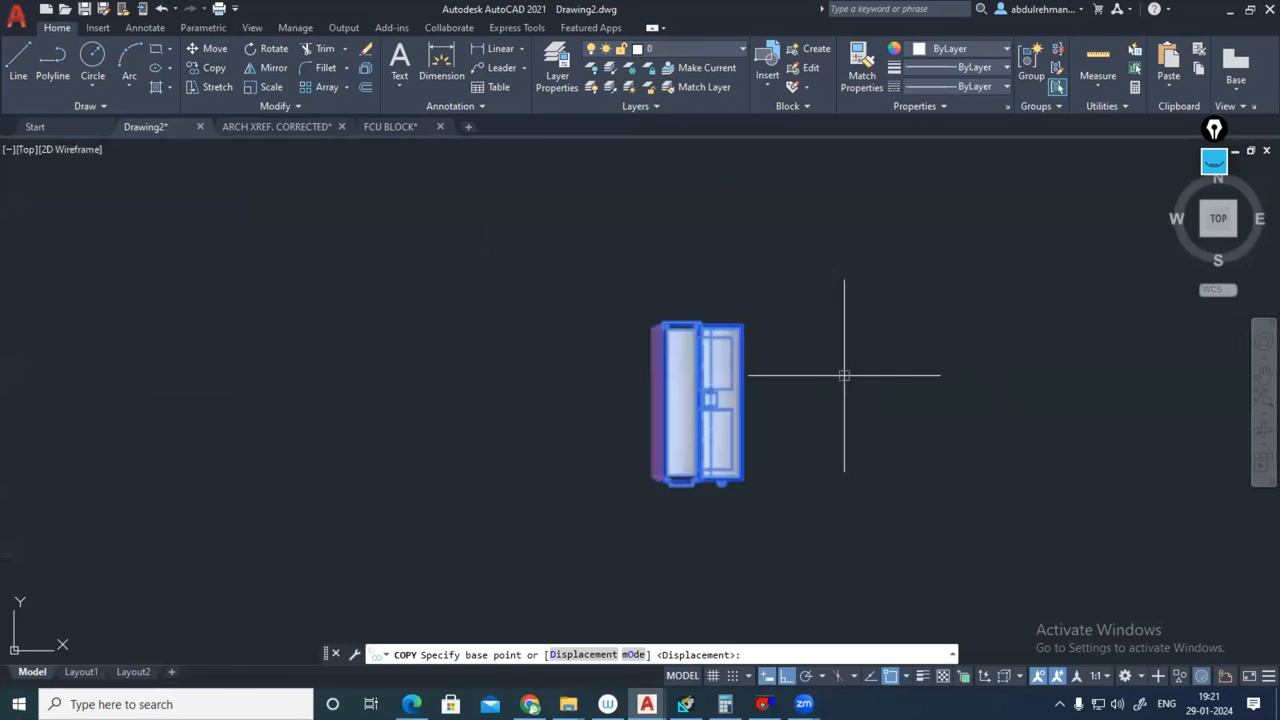 Autodesk AutoCAD 2021 Drawing2.dwg
Type a keyword or phrase
abdulrehman...
Home Insert Annotate Parametric View Manage Output Collaborate Express Tools Featured Apps
Line
Polyline
Circle
Arc
Move
Rotate
Trim
Copy
Mirror
Fillet
Stretch
Scale
Array
Text
Dimension
Linear
Leader
Table
Layer
Properties
0
Make Current
Match Layer
Insert
Create
Edit
Match
Properties
ByLayer
ByLayer
ByLayer
Group
Measure
Paste
Base
Draw Modify Annotation Layers Block Properties Groups Utilities Clipboard View
Start Drawing2* ARCH XREF. CORRECTED* FCU BLOCK*
[−][Top][2D Wireframe]
N
W TOP E
S
WCS
Y
X
Activate Windows
Go to Settings to activate Windows.
COPY Specify base point or [Displacement mOde] <Displacement>:
Model Layout1 Layout2
MODEL
1:1
Type here to search
zm
ENG
9:21
29-01-2024